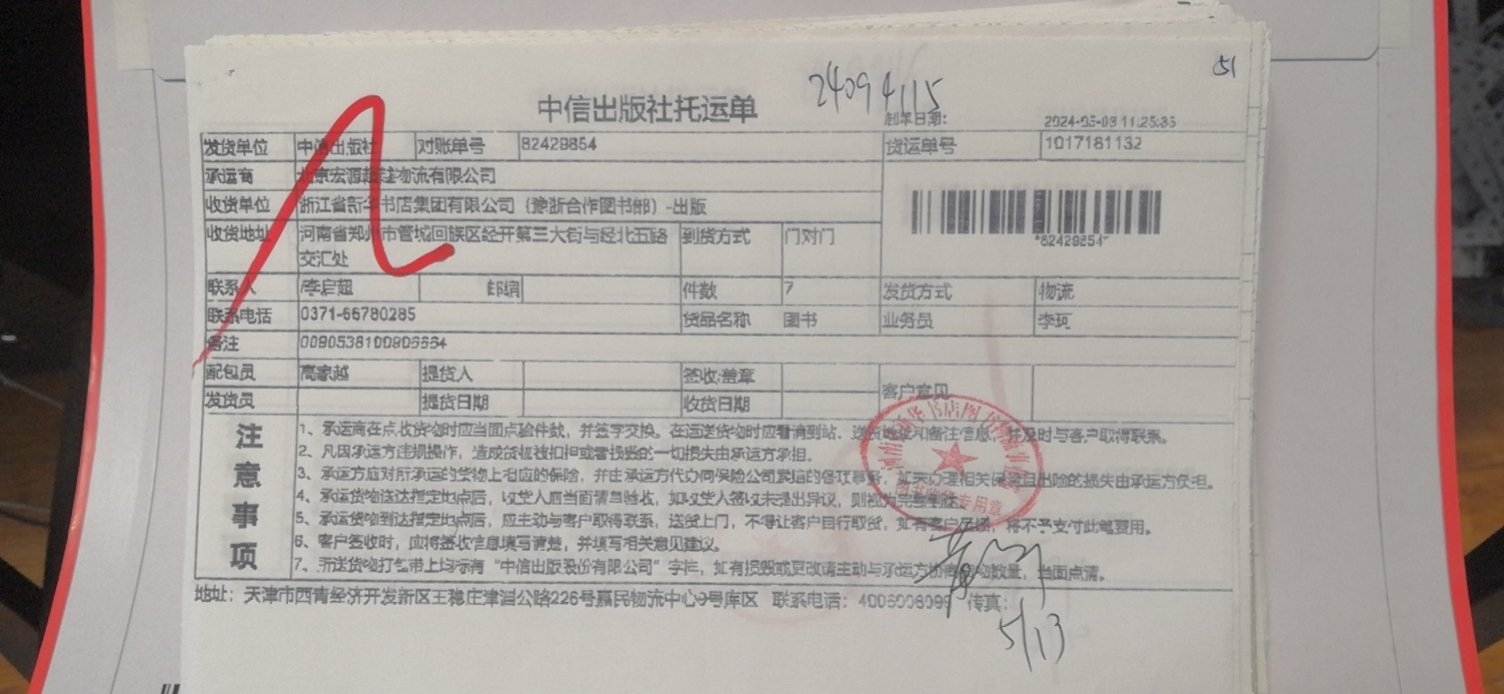 51
24094115
中信出版社托运单
制单日期: 2024-05-08 11:25:35
发货单位 中信出版社 对账单号 82429854 货运单号 1017181132
承运商 北京宏源超越物流有限公司
收货单位 浙江省新华书店集团有限公司（豫浙合作图书部）-出版
收货地址 河南省郑州市管城回族区经开第三大街与经北五路 到货方式 门对门
交汇处
*82429854*
联系人 /李启超 邮编 件数 7 发货方式 物流
联系电话 0371-66780285 货品名称 图书 业务员 李珂
备注
配包员 高豪越 提货人 签收/盖章 客户意见
发货员 提货日期 收货日期
注意事项
1、承运商在点收货物时应当面点验件数，并签字交换。在运送货物时应看清到站、送货地址和备注信息，并及时与客户取得联系。
2、凡因承运方违规操作，造成货被扣担或者损毁的一切损失由承运方承担。
3、承运方应对所承运的货物上相应的保险，并由承运方代办向保险公司索赔的各项事务，如未办理相关保险且出险的损失由承运方负担。
4、承运货物送达指定地点后，收货人应当面清点验收，如收货人签收未提出异议，则视为完整到达。
5、承运货物到达指定地点后，应主动与客户取得联系，送货上门，不得让客户自行取货，如有客户反馈，将不予支付此笔费用。
6、客户签收时，应将签收信息填写清楚，并填写相关意见建议。
7、所送货物打包带上均标有“中信出版股份有限公司”字样，如有损毁或更改请主动与承运方协商货物数量，当面点清。
地址：天津市西青经济开发新区王稳庄津淄公路226号嘉民物流中心9号库区 联系电话：4006008099 传真：
专用章
5/13